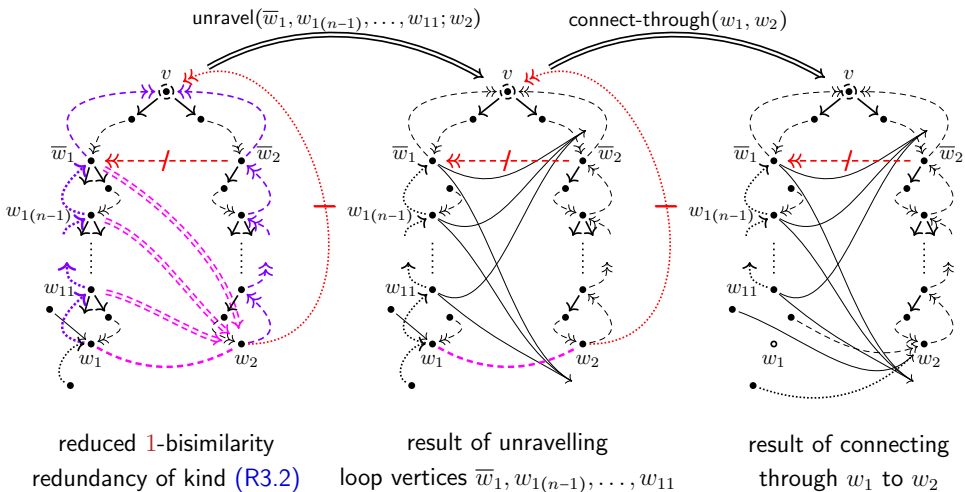 unravel(w̅₁, w₁₍ₙ₋₁₎, . . . , w₁₁; w₂)
connect-through(w₁, w₂)
v
v
v
w̅₁
w̅₂
w̅₁
w̅₂
w̅₁
w̅₂
w₁₍ₙ₋₁₎
w₁₍ₙ₋₁₎
w₁₍ₙ₋₁₎
w₁₁
w₁₁
w₁₁
w₁
w₂
w₁
w₂
w₁
w₂
reduced 1-bisimilarity
redundancy of kind (R3.2)
result of unravelling
loop vertices w̅₁, w₁₍ₙ₋₁₎, . . . , w₁₁
result of connecting
through w₁ to w₂